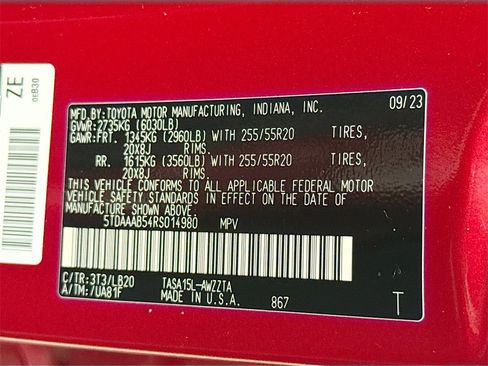 ZE
0EB30
MFD.BY:TOYOTA MOTOR MANUFACTURING, INDIANA, INC. 09/23
GVWR:2735KG (6030LB)
GAWR:FRT. 1345KG (2960LB) WITH 255/55R20 TIRES,
20X8J RIMS.
RR. 1615KG (3560LB) WITH 255/55R20 TIRES,
20X8J RIMS.
THIS VEHICLE CONFORMS TO ALL APPLICABLE FEDERAL MOTOR
VEHICLE SAFETY STANDARDS IN EFFECT ON THE DATE OF
MANUFACTURE SHOWN ABOVE.
5TDAAAB54RS014980 MPV
C/TR:3T3/LB20 TASA15L-AWZZTA
A/TM:/UA81F MADE IN U.S.A. 867 T